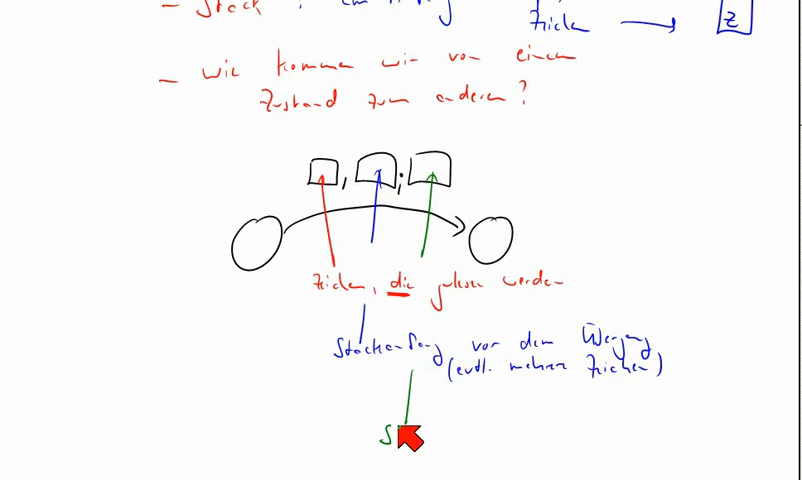 - Stack :
Zeichen → Z
- Wie kommen wir von einem
Zustand zum anderen?
, ;
Zeichen, die gelesen werden
Stackanfang vor dem Übergang
(evtl. mehrere Zeichen)
S